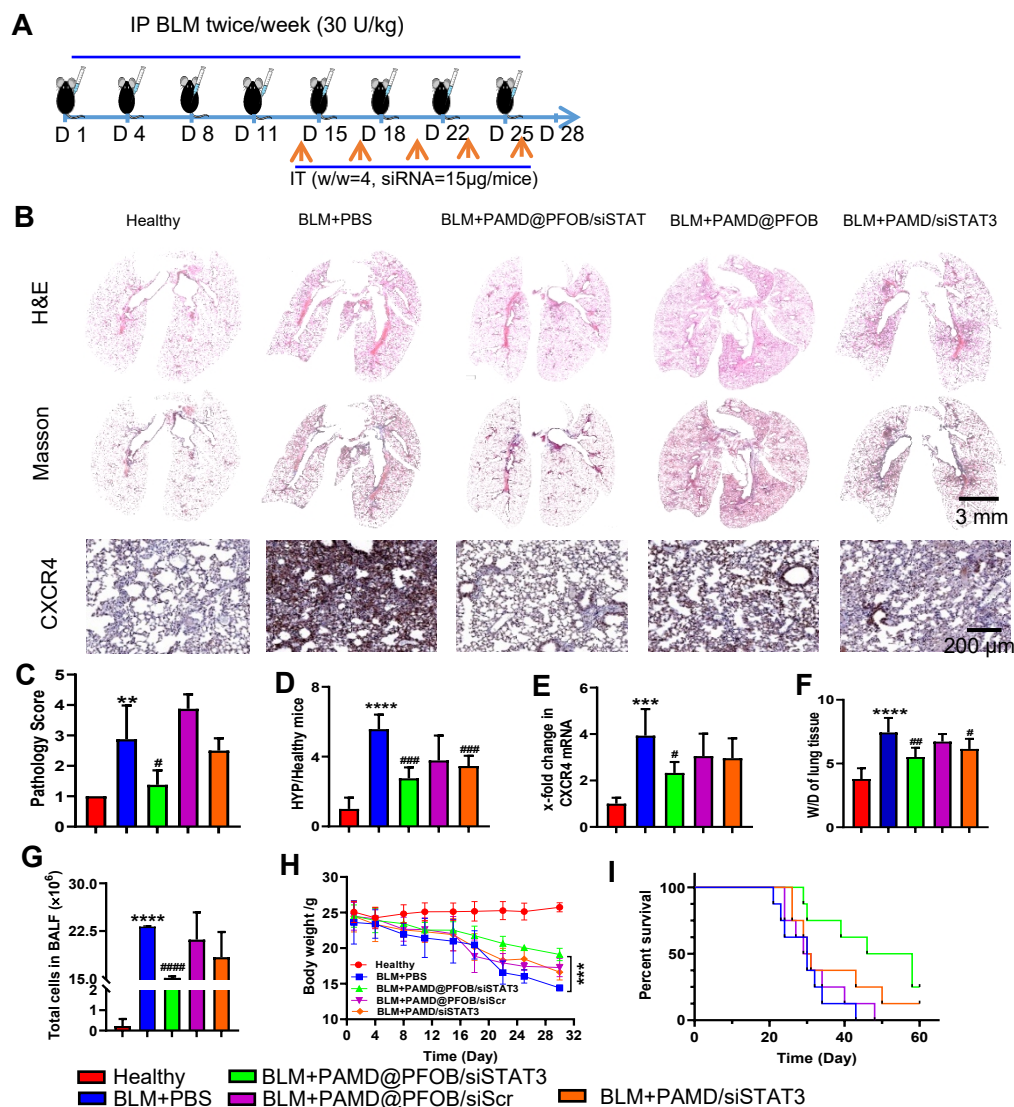 A
IP BLM twice/week (30 U/kg)
D 1 D 4 D 8 D 11 D 15 D 18 D 22 D 25 D 28
IT (w/w=4, siRNA=15µg/mice)
B
Healthy BLM+PBS BLM+PAMD@PFOB/siSTAT BLM+PAMD@PFOB BLM+PAMD/siSTAT3
H&E
Masson
3 mm
CXCR4
200 µm
C
Pathology Score
5
4
3
2
1
0
**
#
D
HYP/Healthy mice
8
4
0
****
###
###
E
x-fold change in
CXCR4 mRNA
6
4
2
0
***
#
F
W/D of lung tissue
10
5
0
****
##
#
G
Total cells in BALF (x10⁶)
30.0
22.5
15.0
2
1
0
****
####
H
Body weight /g
30
25
20
15
10
Healthy
BLM+PBS
BLM+PAMD@PFOB/siSTAT3
BLM+PAMD@PFOB/siScr
BLM+PAMD/siSTAT3
***
0 4 8 12 16 20 24 28 32
Time (Day)
I
Percent survival
100
50
0
0 20 40 60
Time (Day)
Healthy BLM+PAMD@PFOB/siSTAT3
BLM+PBS BLM+PAMD@PFOB/siScr BLM+PAMD/siSTAT3